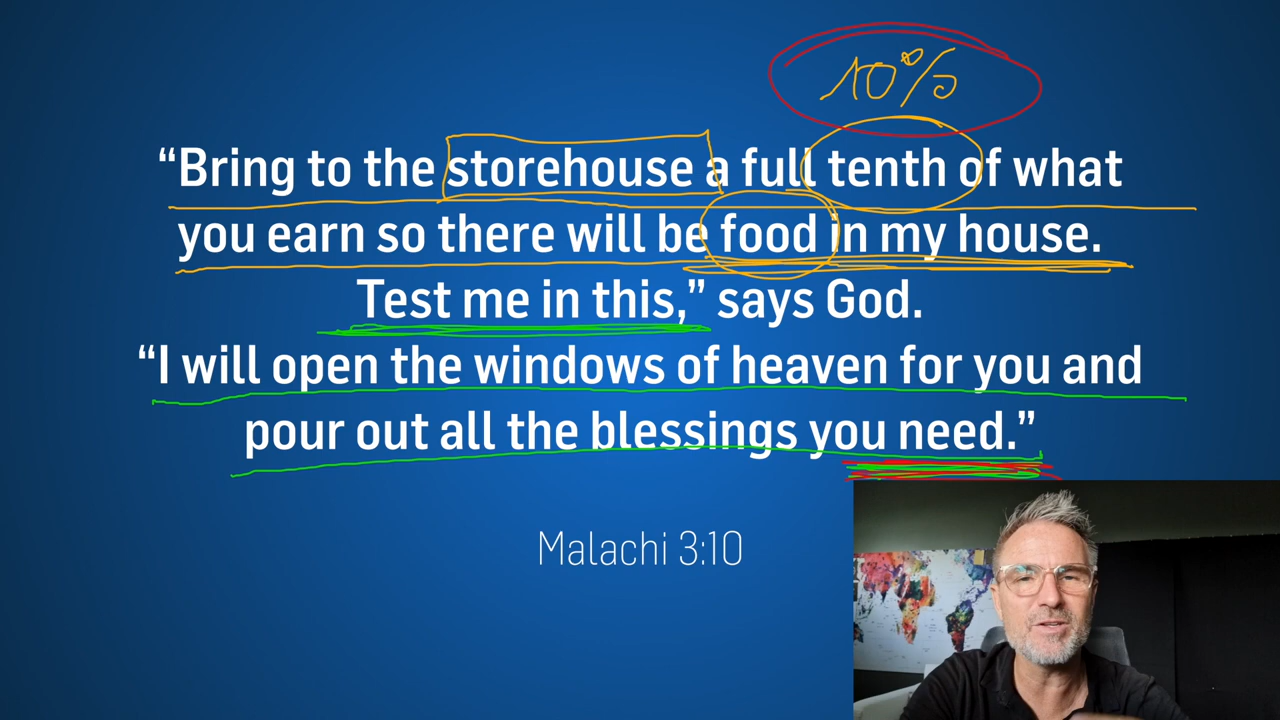 10%
“Bring to the storehouse a full tenth of what
you earn so there will be food in my house.
Test me in this,” says God.
“I will open the windows of heaven for you and
pour out all the blessings you need.”
Malachi 3:10